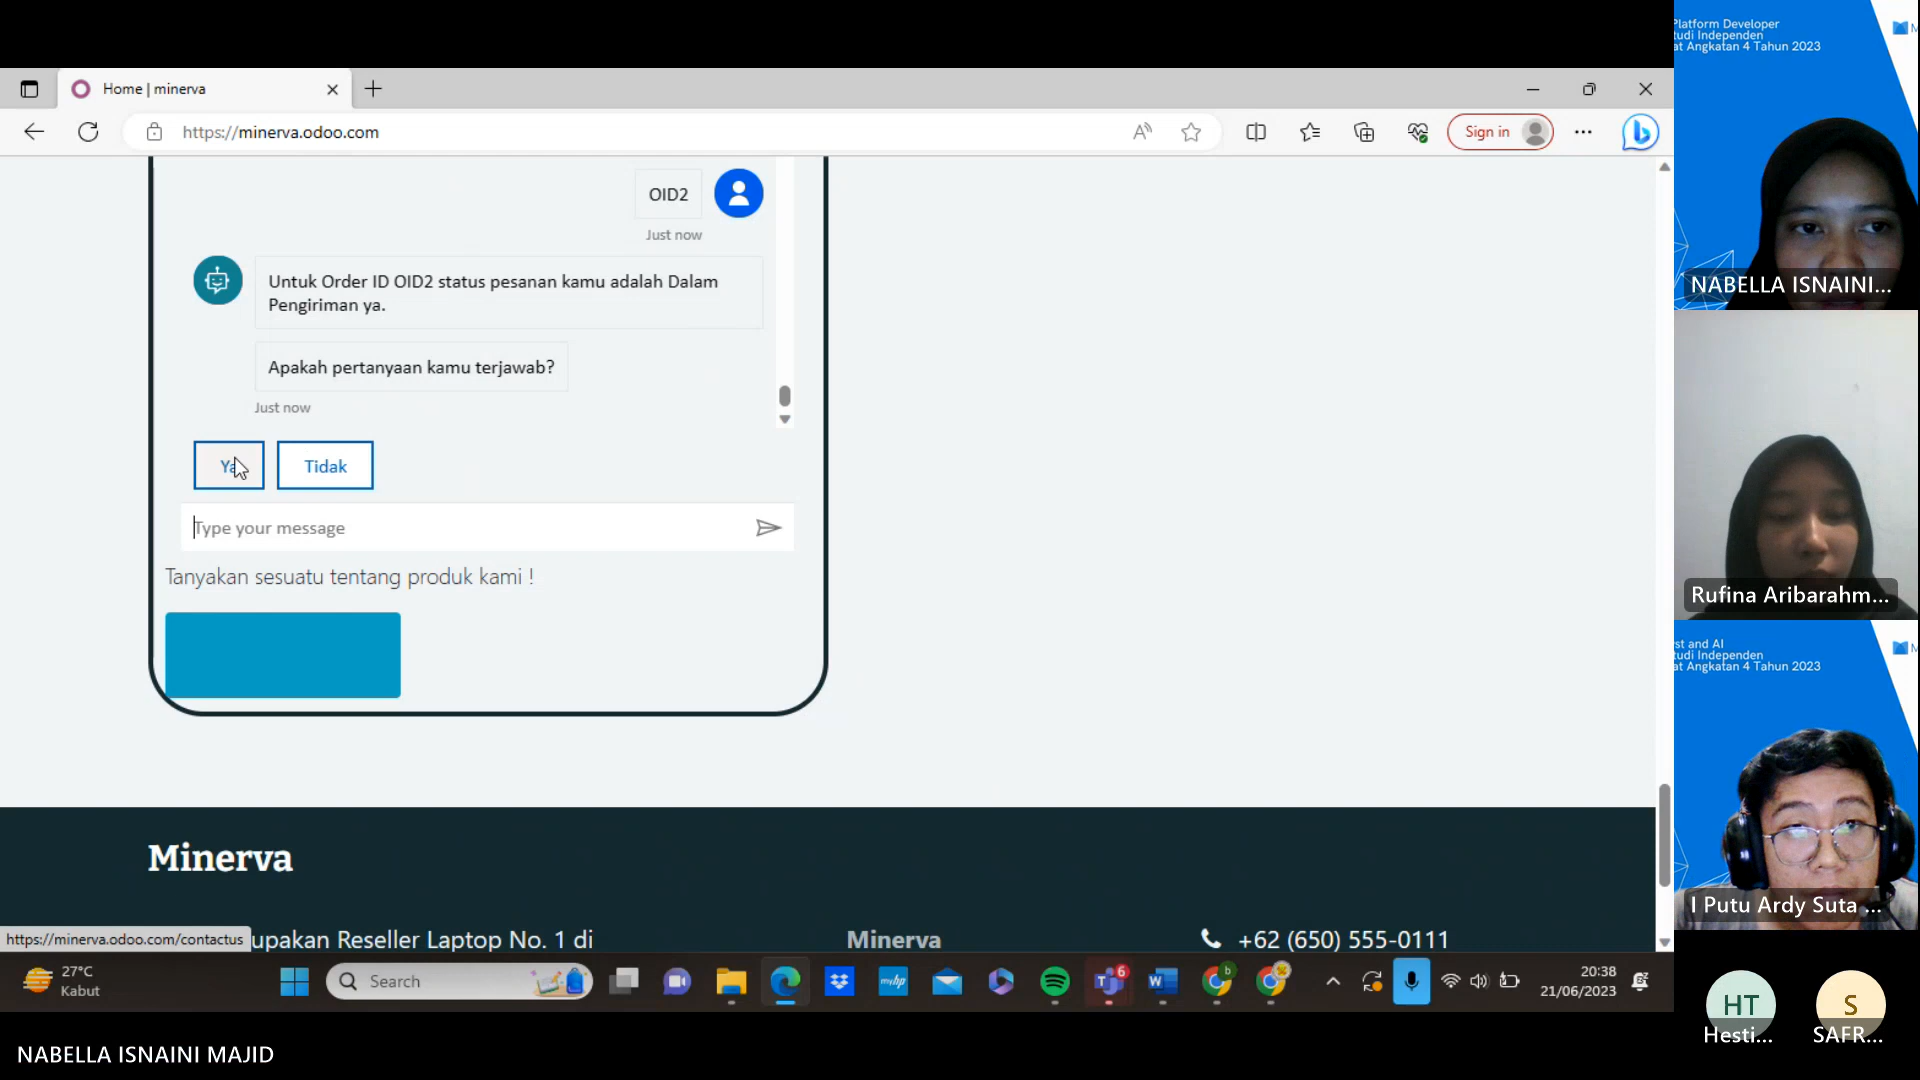 Platform Developer
tudi Independen
at Angkatan 4 Tahun 2023
Home | minerva
https://minerva.odoo.com
Sign in
OID2
Just now
Untuk Order ID OID2 status pesanan kamu adalah Dalam
Pengiriman ya.
Apakah pertanyaan kamu terjawab?
Just now
Ya
Tidak
Type your message
Tanyakan sesuatu tentang produk kami !
NABELLA ISNAINI...
Rufina Aribarahm...
st and AI
tudi Independen
at Angkatan 4 Tahun 2023
I Putu Ardy Suta ...
Minerva
https://minerva.odoo.com/contactus
upakan Reseller Laptop No. 1 di
Minerva
+62 (650) 555-0111
27°C
Kabut
Search
myhp
6
b
20:38
21/06/2023
HT
Hesti...
S
SAFR...
NABELLA ISNAINI MAJID